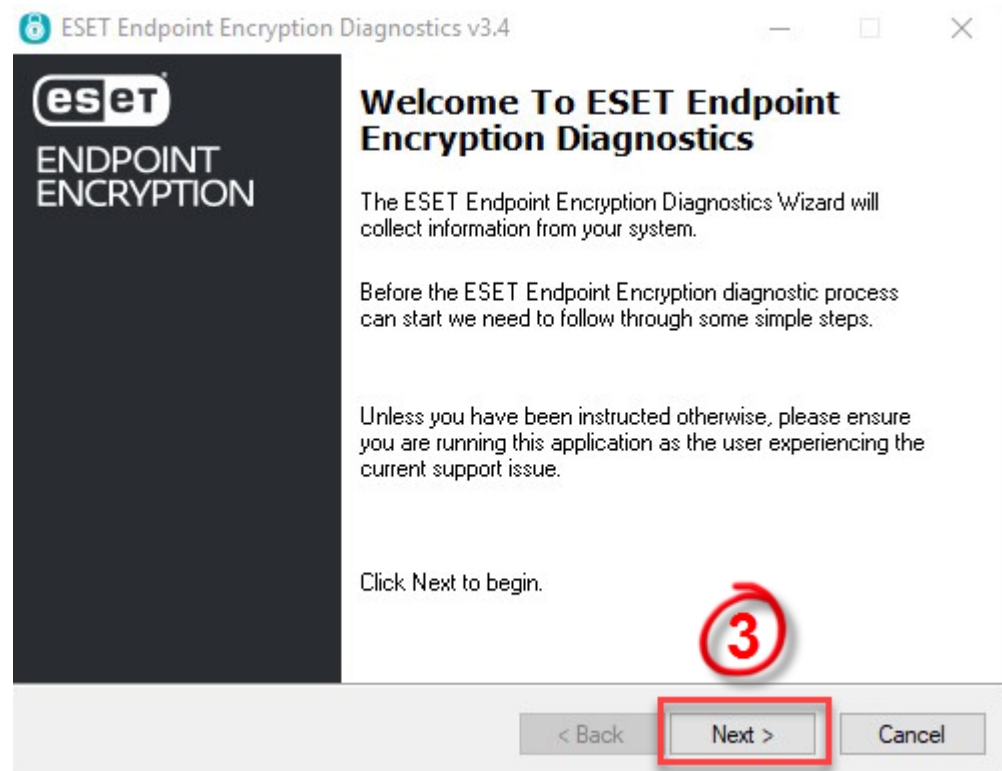 ESET Endpoint Encryption Diagnostics v3.4
eseT
ENDPOINT
ENCRYPTION
Welcome To ESET Endpoint
Encryption Diagnostics
The ESET Endpoint Encryption Diagnostics Wizard will
collect information from your system.
Before the ESET Endpoint Encryption diagnostic process
can start we need to follow through some simple steps.
Unless you have been instructed otherwise, please ensure
you are running this application as the user experiencing the
current support issue.
Click Next to begin.
3
< Back
Next >
Cancel